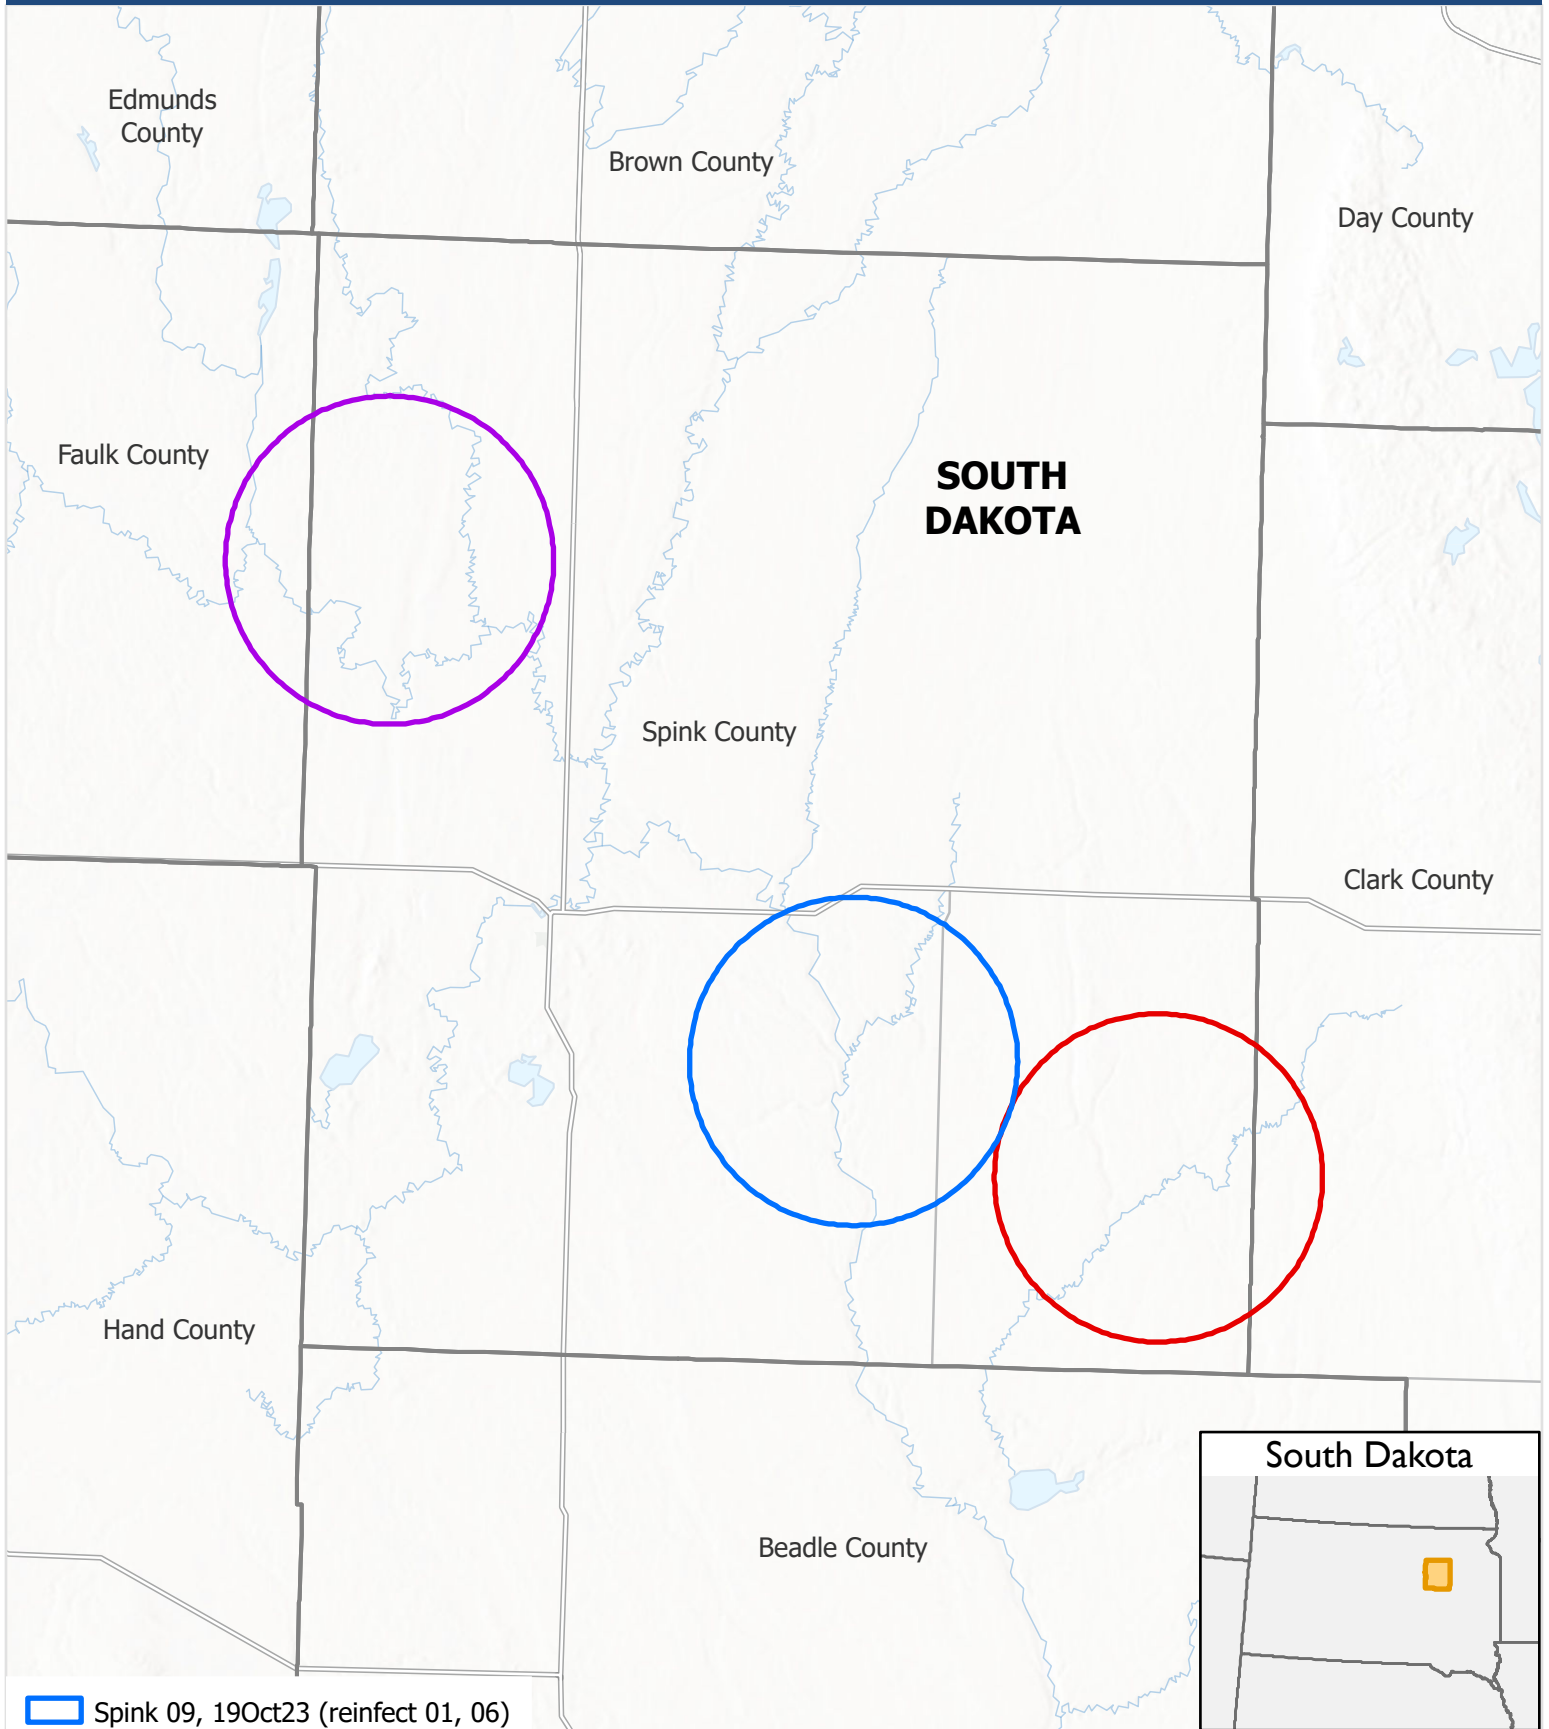 Edmunds
County
Brown County
Day County
Faulk County
SOUTH
DAKOTA
Spink County
Clark County
Hand County
South Dakota
Beadle County
Spink 09, 19Oct23 (reinfect 01, 06)